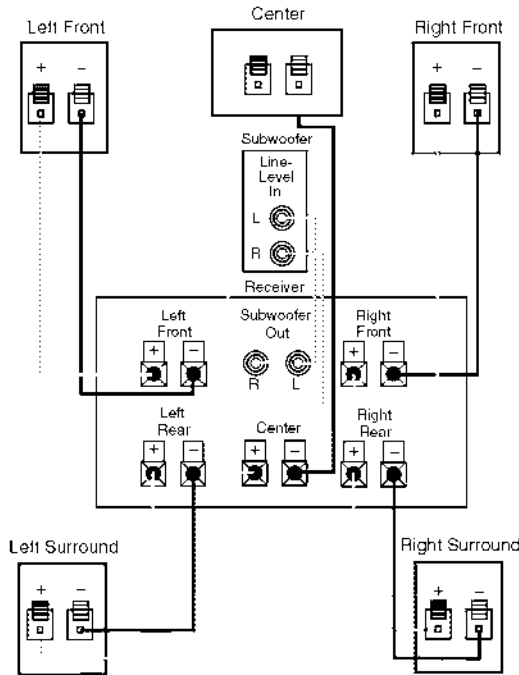 Left Front
Center
Right Front
+ −
+ −
Subwoofer
Line-
Level
In
L
R
Receiver
Left
Front
Subwoofer
Out
Right
Front
+ −
+ −
R L
Left
Rear
Center
Right
Rear
+ −
+ −
+ −
Left Surround
Right Surround
+ −
+ −